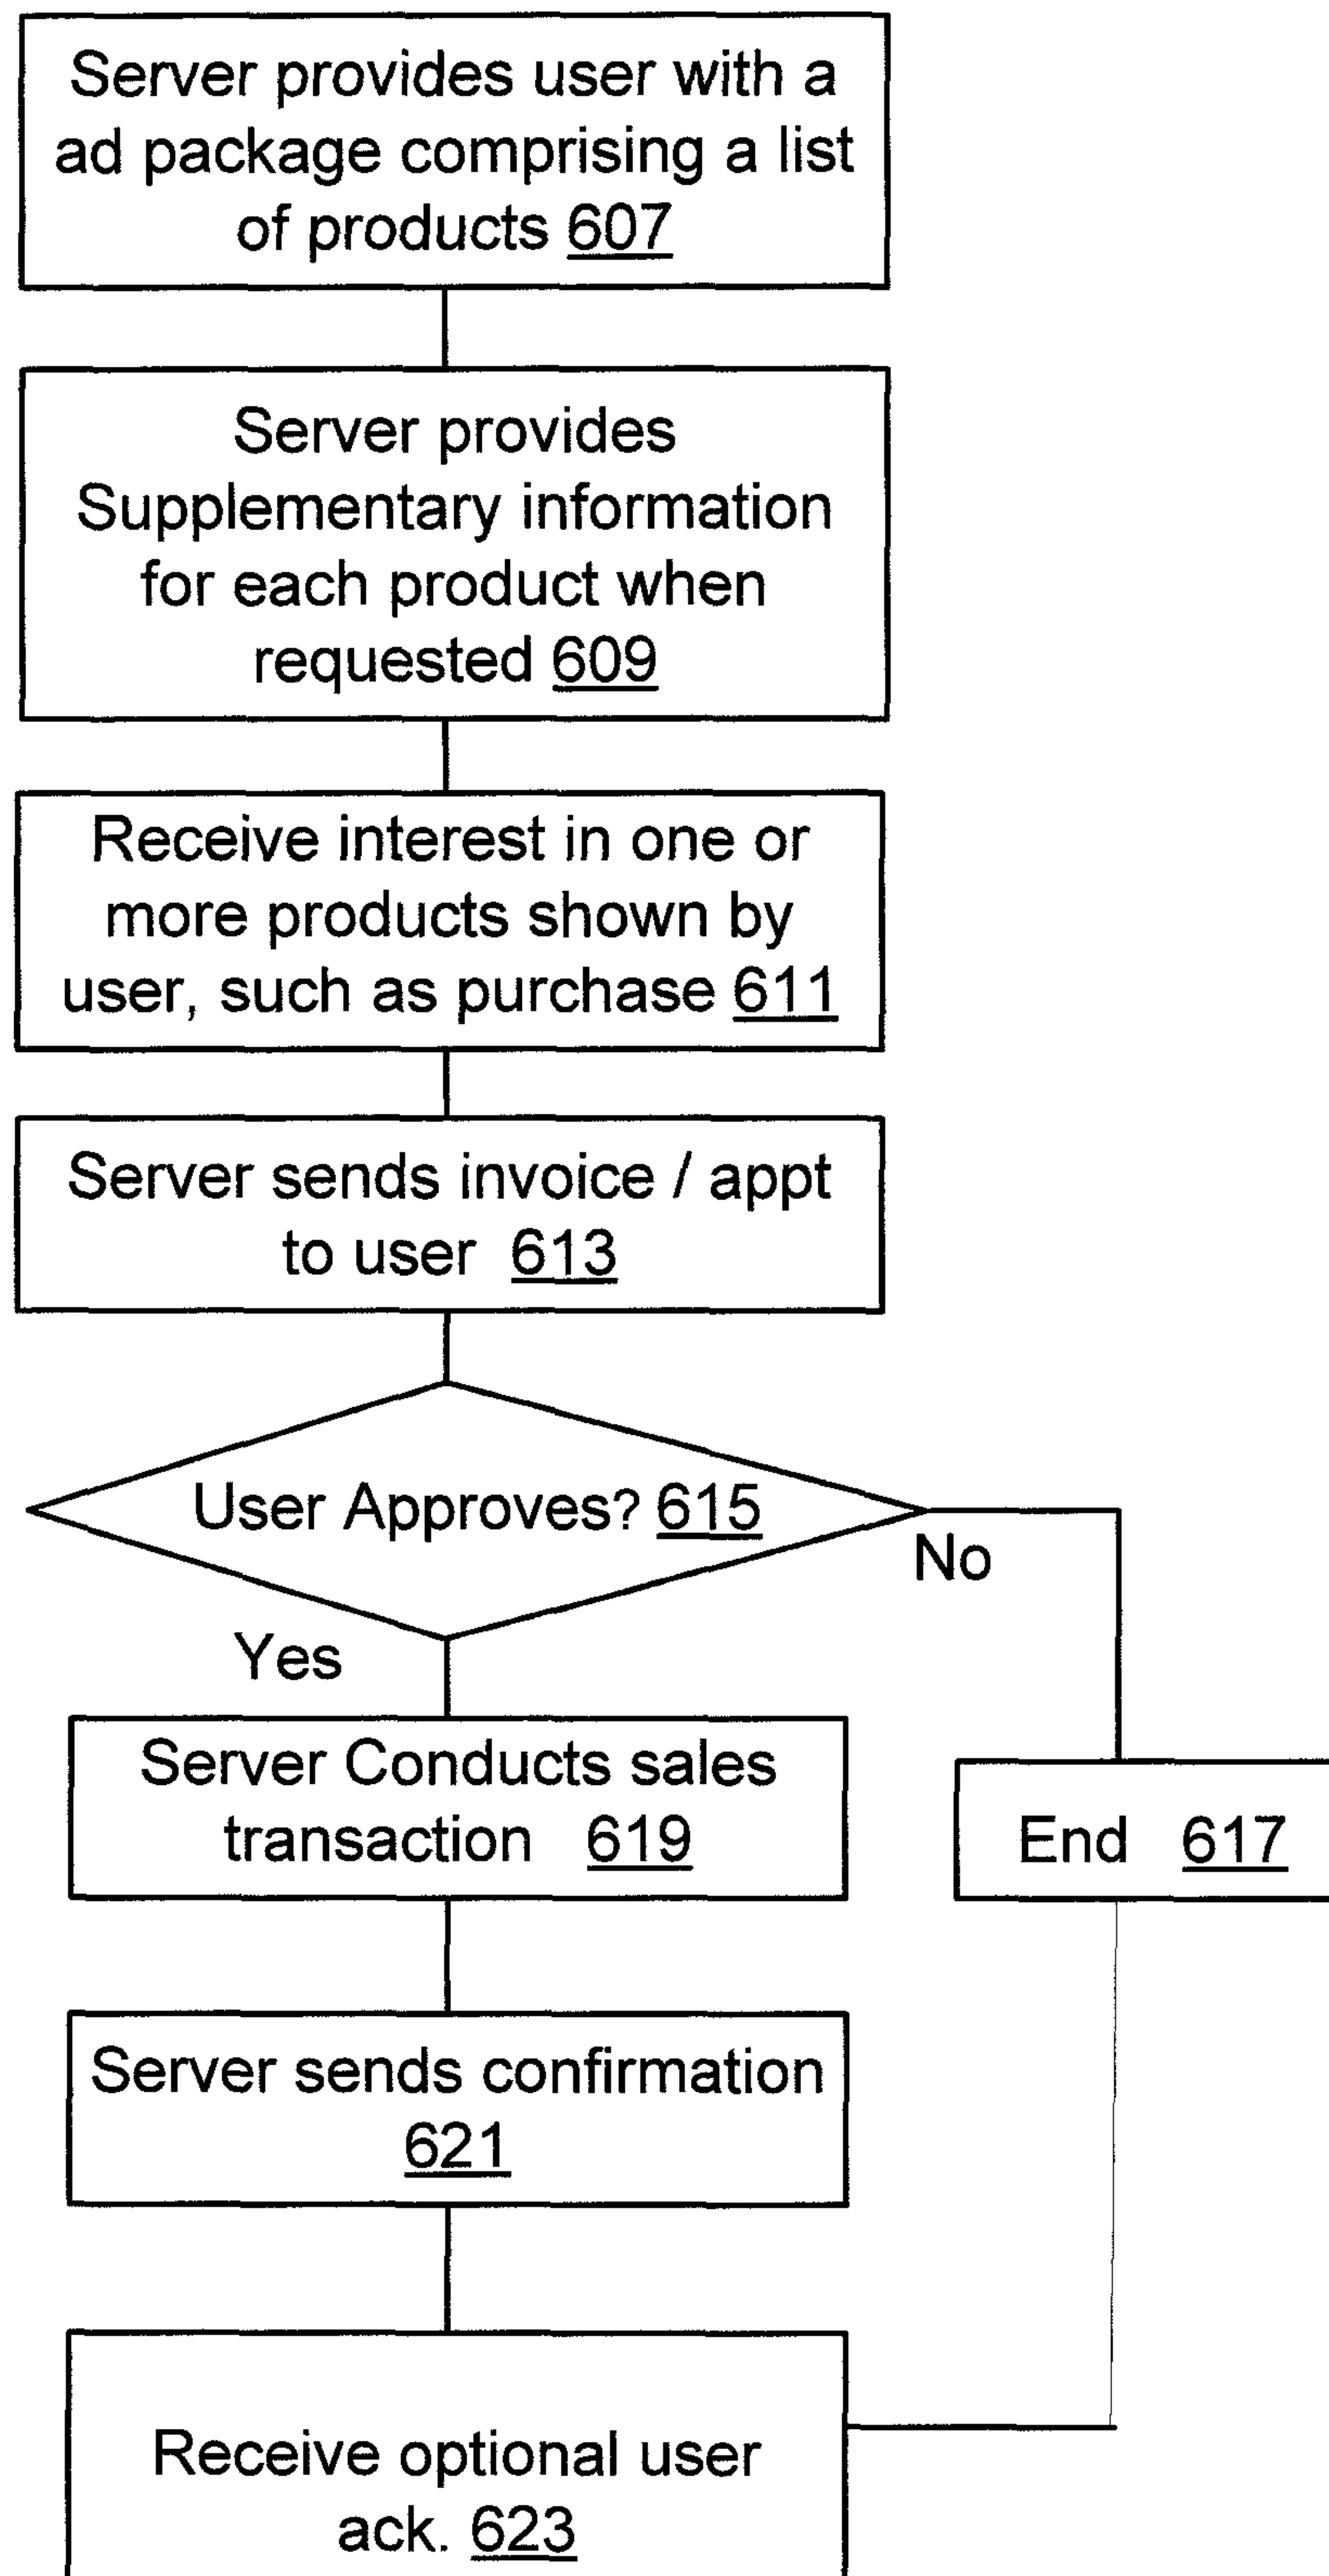 Server provides user with a
ad package comprising a list
of products 607
Server provides
Supplementary information
for each product when
requested 609
Receive interest in one or
more products shown by
user, such as purchase 611
Server sends invoice / appt
to user 613
User Approves? 615
No
Yes
Server Conducts sales
transaction 619
End 617
Server sends confirmation
621
Receive optional user
ack. 623